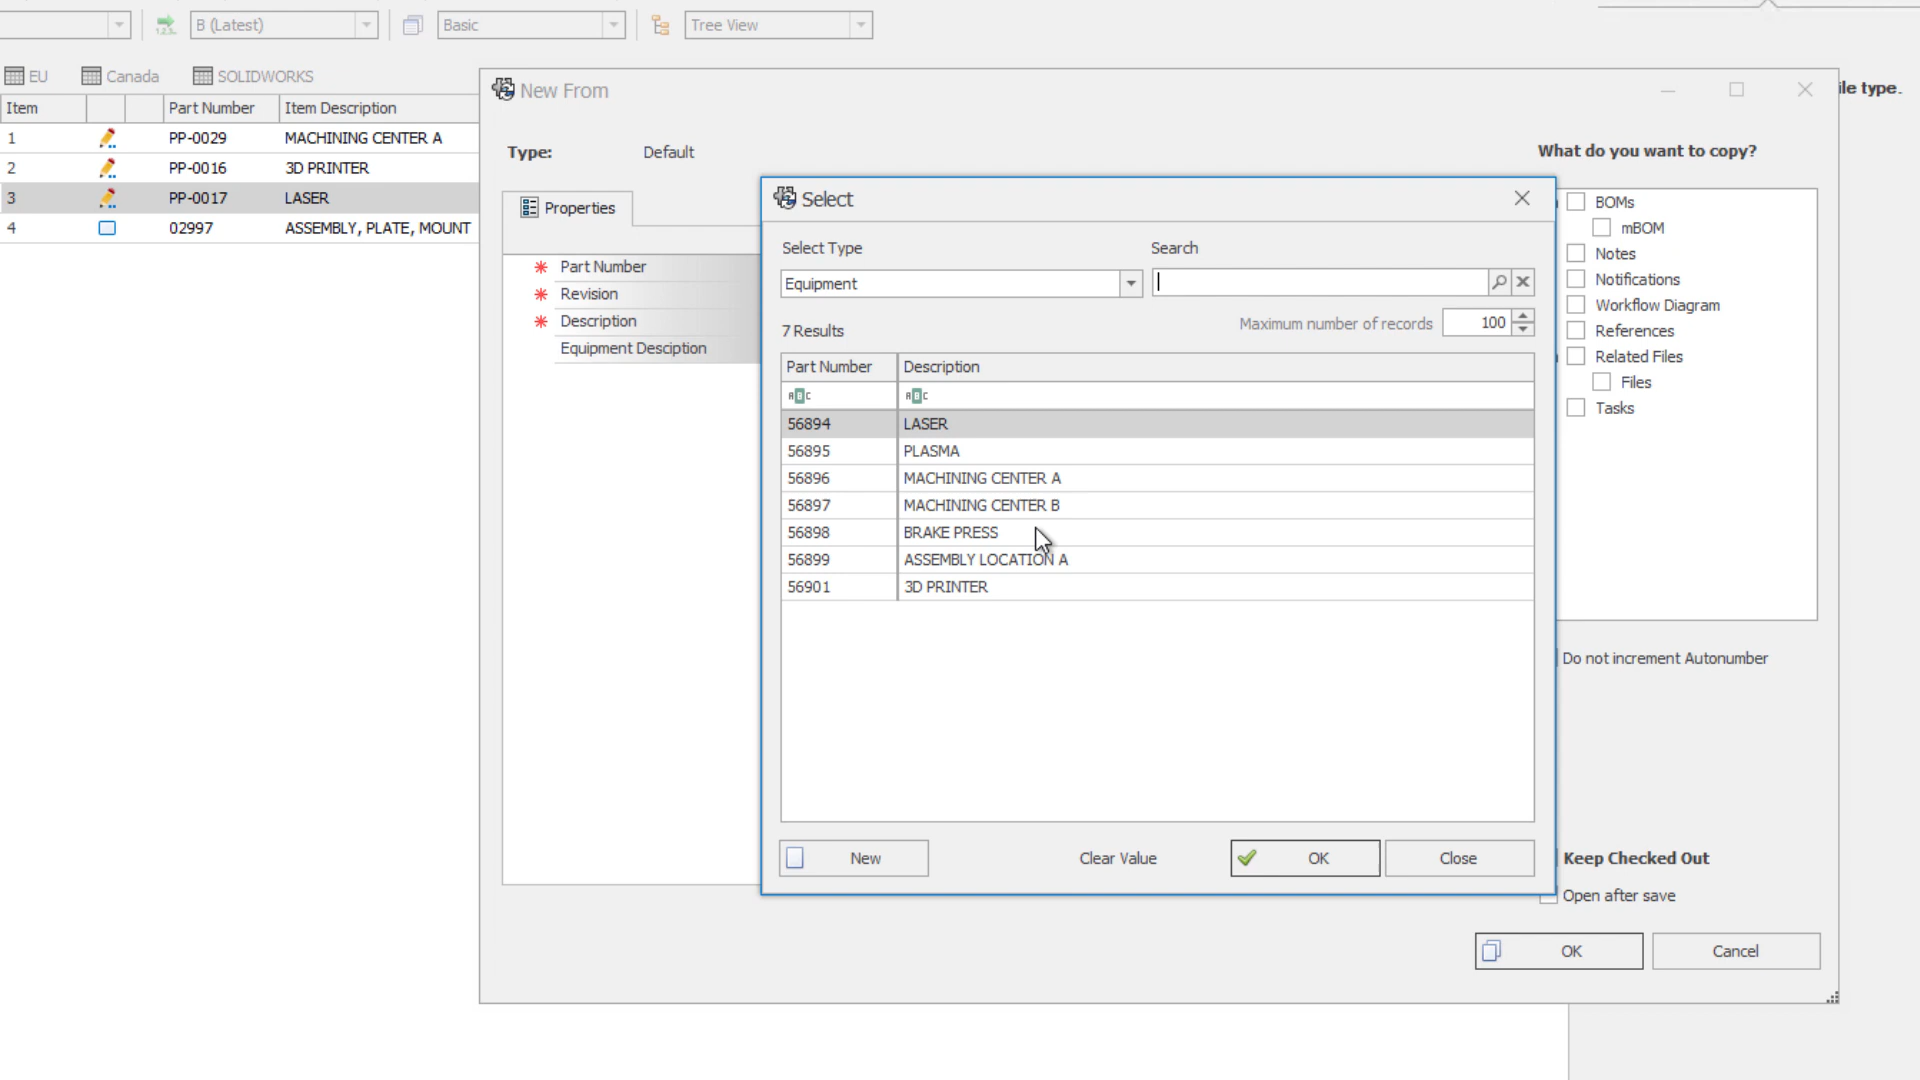 B (Latest) Basic Tree View
EU Canada SOLIDWORKS
Item Part Number Item Description
1 PP-0029 MACHINING CENTER A
2 PP-0016 3D PRINTER
3 PP-0017 LASER
4 02997 ASSEMBLY, PLATE, MOUNT
New From
ile type.
Type: Default
What do you want to copy?
Properties
Part Number
Revision
Description
Equipment Desciption
Select
Select Type Search
Equipment
7 Results Maximum number of records 100
Part Number Description
ABC ABC
56894 LASER
56895 PLASMA
56896 MACHINING CENTER A
56897 MACHINING CENTER B
56898 BRAKE PRESS
56899 ASSEMBLY LOCATION A
56901 3D PRINTER
New Clear Value OK Close
BOMs
mBOM
Notes
Notifications
Workflow Diagram
References
Related Files
Files
Tasks
Do not increment Autonumber
Keep Checked Out
Open after save
OK Cancel